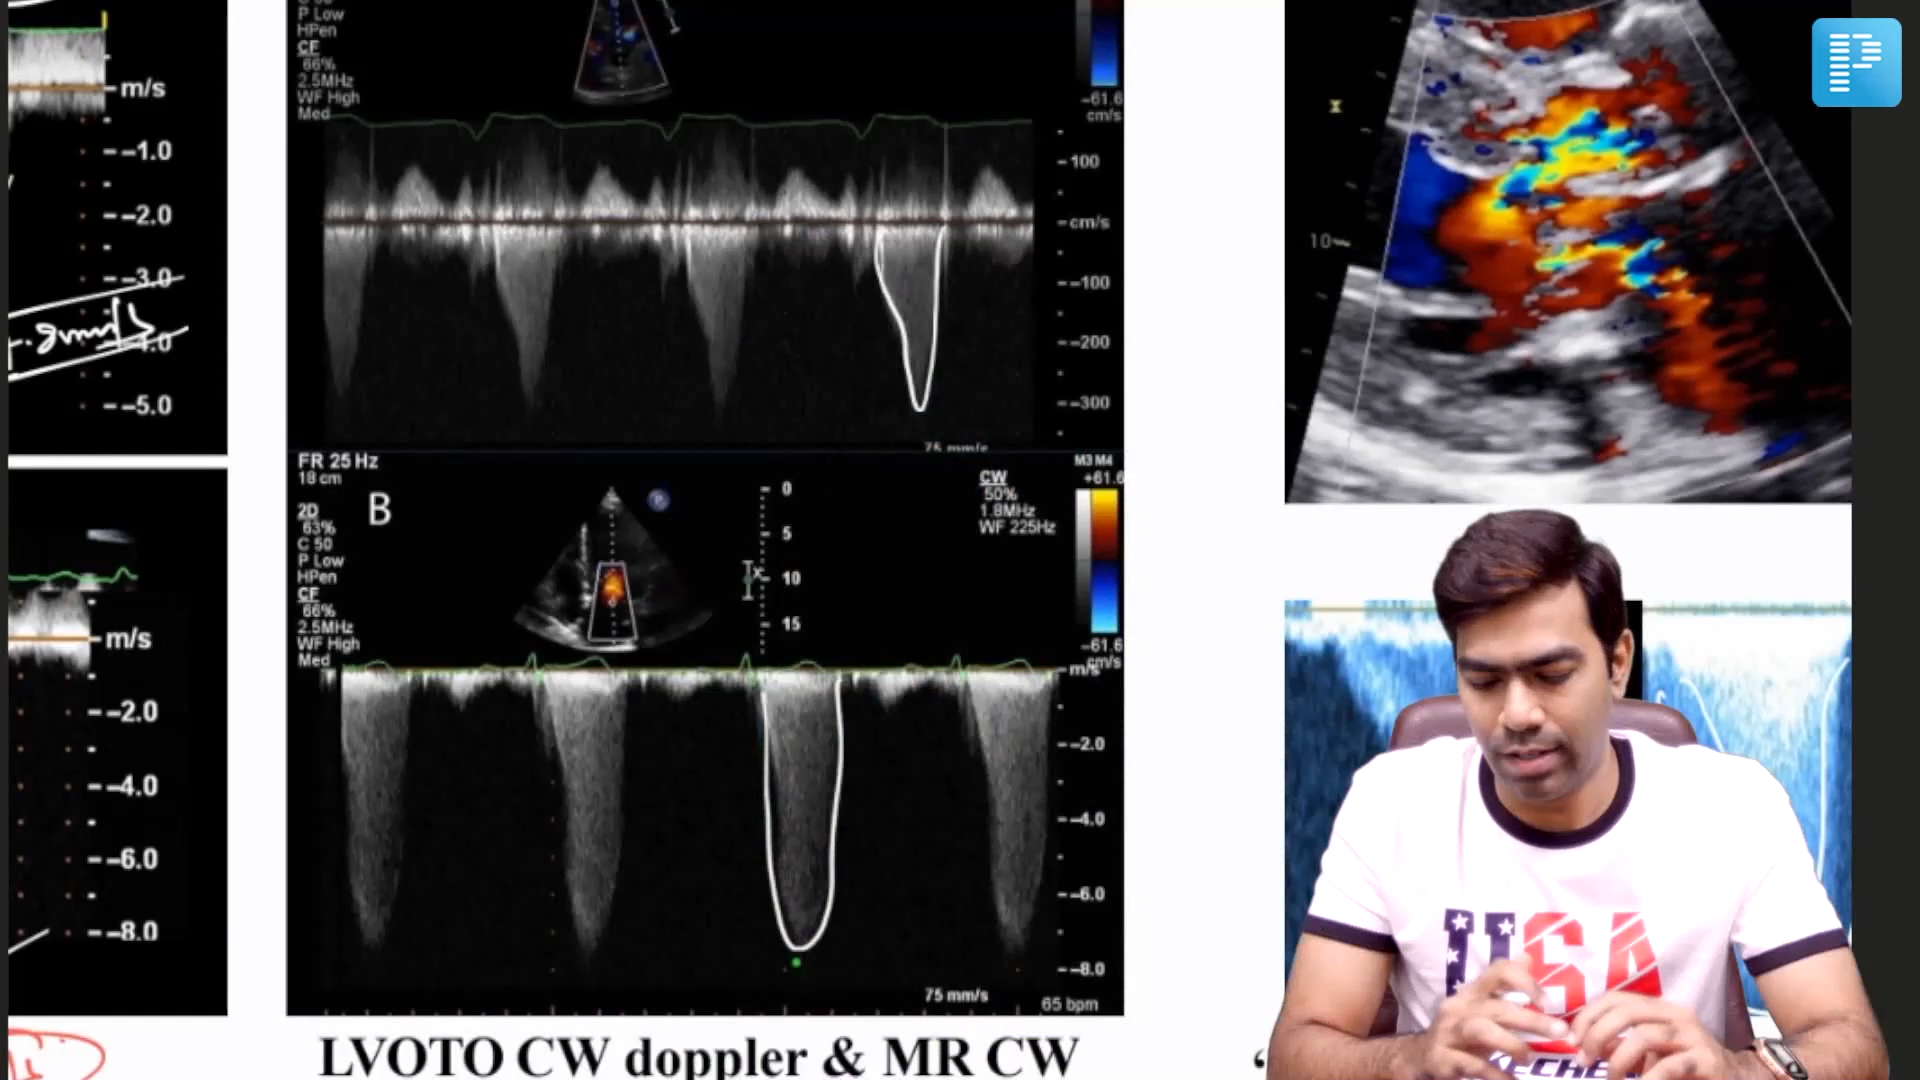 m/s
-1.0
-2.0
-3.0
-5.0
m/s
-2.0
-4.0
-6.0
-8.0
P Low
HPen
CF
66%
2.5MHz
WF High
Med
-61.6
cm/s
100
cm/s
-100
-200
-300
75 mm/s
FR 25 Hz
18 cm
2D
63%
C 50
P Low
HPen
CF
66%
2.5MHz
WF High
Med
B
0
5
10
15
CW
50%
1.8MHz
WF 225Hz
M3 M4
+61.6
-61.6
cm/s
m/s
-2.0
-4.0
-6.0
-8.0
75 mm/s
65 bpm
LVOTO CW doppler & MR CW
10
P
USA